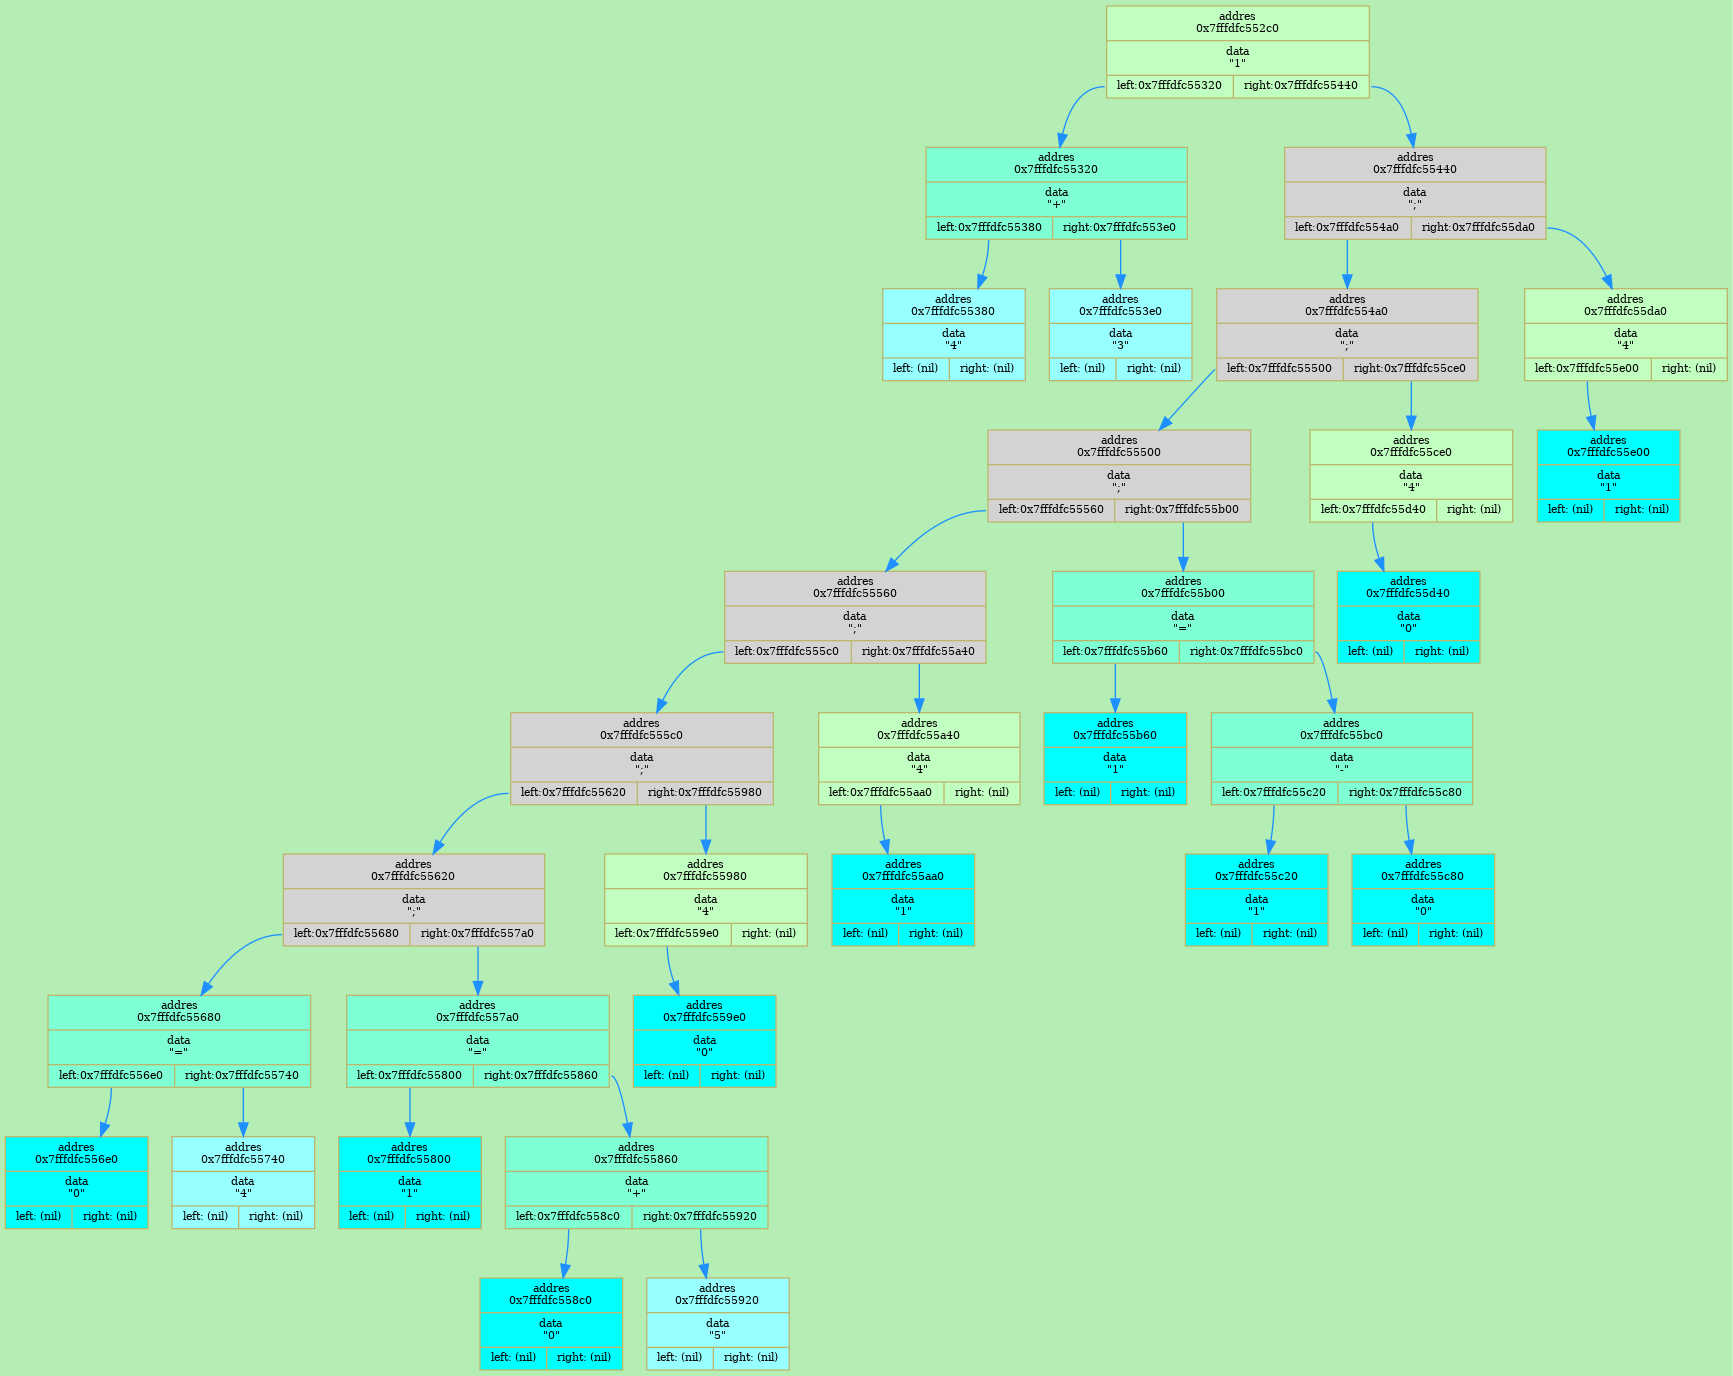 addres
0x7fffdfc552c0
data
"1"
left:0x7fffdfc55320 right:0x7fffdfc55440
addres
0x7fffdfc55320
data
"+"
left:0x7fffdfc55380 right:0x7fffdfc553e0
addres
0x7fffdfc55440
data
";"
left:0x7fffdfc554a0 right:0x7fffdfc55da0
addres
0x7fffdfc55380
data
"4"
left: (nil) right: (nil)
addres
0x7fffdfc553e0
data
"3"
left: (nil) right: (nil)
addres
0x7fffdfc554a0
data
";"
left:0x7fffdfc55500 right:0x7fffdfc55ce0
addres
0x7fffdfc55da0
data
"4"
left:0x7fffdfc55e00 right: (nil)
addres
0x7fffdfc55500
data
";"
left:0x7fffdfc55560 right:0x7fffdfc55b00
addres
0x7fffdfc55ce0
data
"4"
left:0x7fffdfc55d40 right: (nil)
addres
0x7fffdfc55e00
data
"1"
left: (nil) right: (nil)
addres
0x7fffdfc55560
data
";"
left:0x7fffdfc555c0 right:0x7fffdfc55a40
addres
0x7fffdfc55b00
data
"="
left:0x7fffdfc55b60 right:0x7fffdfc55bc0
addres
0x7fffdfc55d40
data
"0"
left: (nil) right: (nil)
addres
0x7fffdfc555c0
data
";"
left:0x7fffdfc55620 right:0x7fffdfc55980
addres
0x7fffdfc55a40
data
"4"
left:0x7fffdfc55aa0 right: (nil)
addres
0x7fffdfc55b60
data
"1"
left: (nil) right: (nil)
addres
0x7fffdfc55bc0
data
"-"
left:0x7fffdfc55c20 right:0x7fffdfc55c80
addres
0x7fffdfc55620
data
";"
left:0x7fffdfc55680 right:0x7fffdfc557a0
addres
0x7fffdfc55980
data
"4"
left:0x7fffdfc559e0 right: (nil)
addres
0x7fffdfc55aa0
data
"1"
left: (nil) right: (nil)
addres
0x7fffdfc55c20
data
"1"
left: (nil) right: (nil)
addres
0x7fffdfc55c80
data
"0"
left: (nil) right: (nil)
addres
0x7fffdfc55680
data
"="
left:0x7fffdfc556e0 right:0x7fffdfc55740
addres
0x7fffdfc557a0
data
"="
left:0x7fffdfc55800 right:0x7fffdfc55860
addres
0x7fffdfc559e0
data
"0"
left: (nil) right: (nil)
addres
0x7fffdfc556e0
data
"0"
left: (nil) right: (nil)
addres
0x7fffdfc55740
data
"4"
left: (nil) right: (nil)
addres
0x7fffdfc55800
data
"1"
left: (nil) right: (nil)
addres
0x7fffdfc55860
data
"+"
left:0x7fffdfc558c0 right:0x7fffdfc55920
addres
0x7fffdfc558c0
data
"0"
left: (nil) right: (nil)
addres
0x7fffdfc55920
data
"5"
left: (nil) right: (nil)